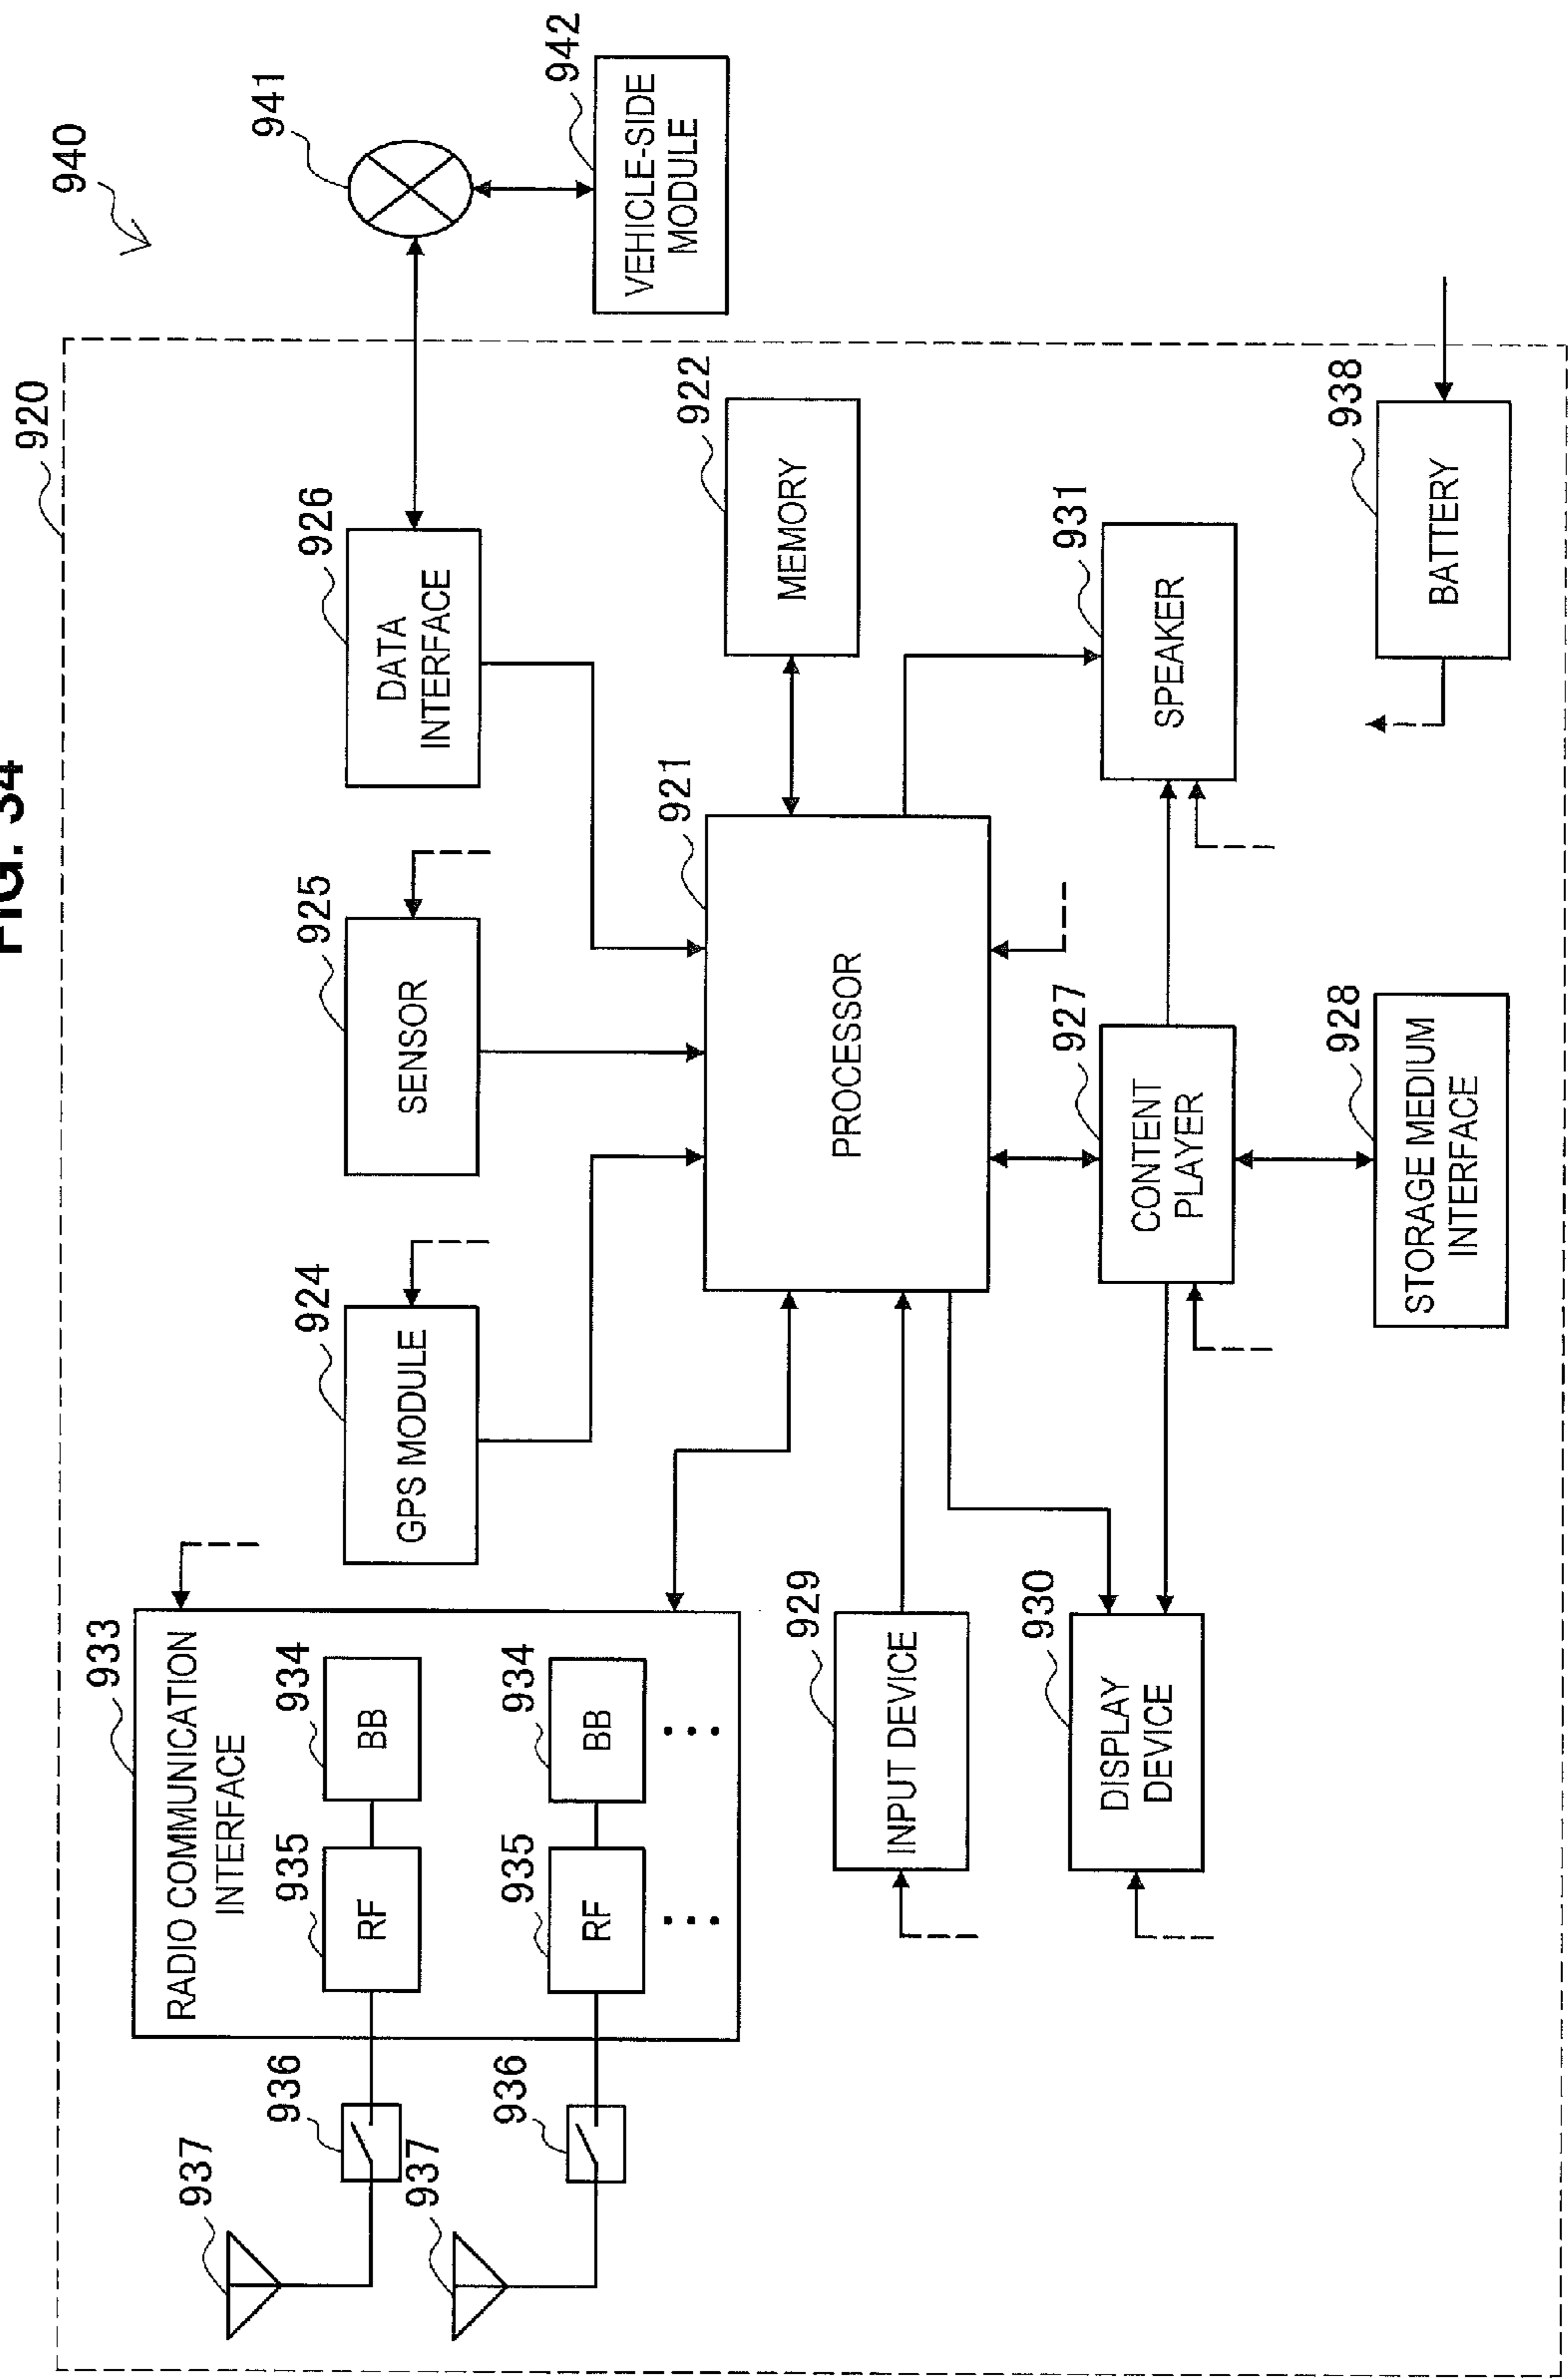 FIG. 34
940
920
941
942
VEHICLE-SIDE
MODULE
933
RADIO COMMUNICATION
INTERFACE
937
936
935
RF
934
BB
937
936
935
RF
934
BB
924
GPS MODULE
925
SENSOR
926
DATA
INTERFACE
921
PROCESSOR
922
MEMORY
929
INPUT DEVICE
930
DISPLAY
DEVICE
927
CONTENT
PLAYER
931
SPEAKER
928
STORAGE MEDIUM
INTERFACE
938
BATTERY